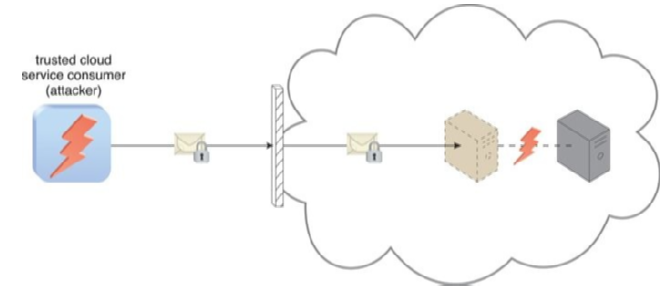 trusted cloud
service consumer
(attacker)